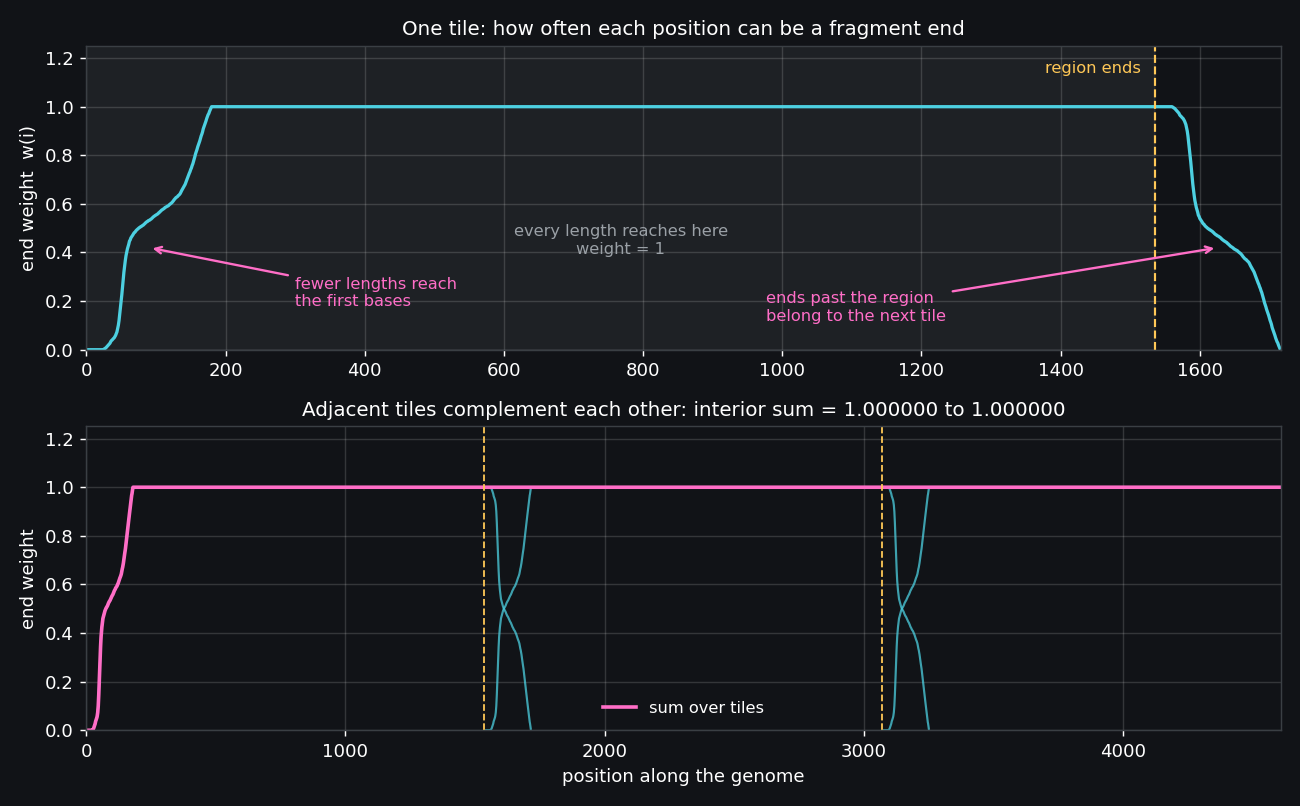 One tile: how often each position can be a fragment end
1.2
region ends
1.0
0.8
end weight w(i)
0.6
every length reaches here
weight = 1
0.4
fewer lengths reach
the first bases
ends past the region
belong to the next tile
0.2
0.0
0 200 400 600 800 1000 1200 1400 1600
Adjacent tiles complement each other: interior sum = 1.000000 to 1.000000
1.2
1.0
0.8
end weight
0.6
0.4
0.2
sum over tiles
0.0
0 1000 2000 3000 4000
position along the genome